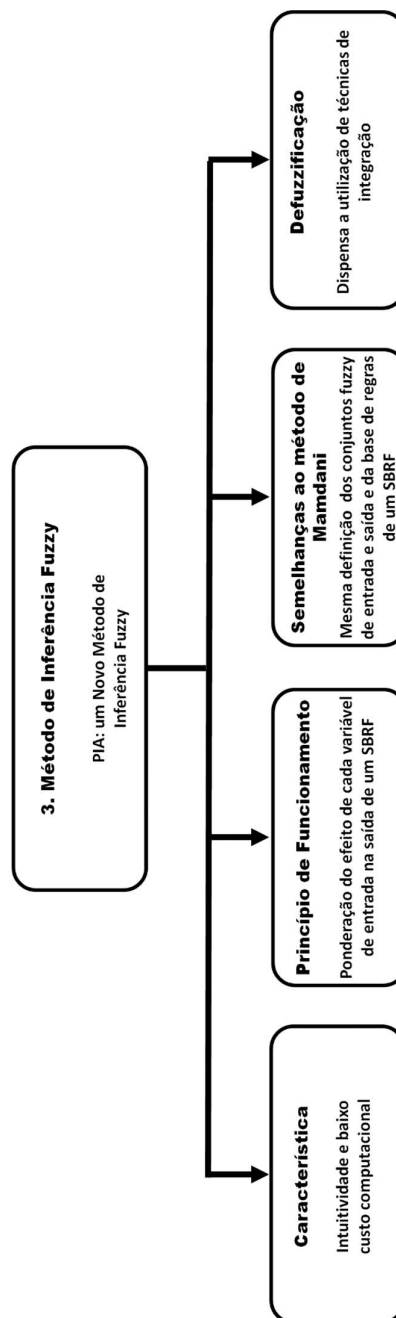 3. Método de Inferência Fuzzy
PIA: um Novo Método de
Inferência Fuzzy
Característica
Intuitividade e baixo
custo computacional
Princípio de Funcionamento
Ponderação do efeito de cada variável
de entrada na saída de um SBRF
Semelhanças ao método de
Mamdani
Mesma definição dos conjuntos fuzzy
de entrada e saída e da base de regras
de um SBRF
Defuzzificação
Dispensa a utilização de técnicas de
integração